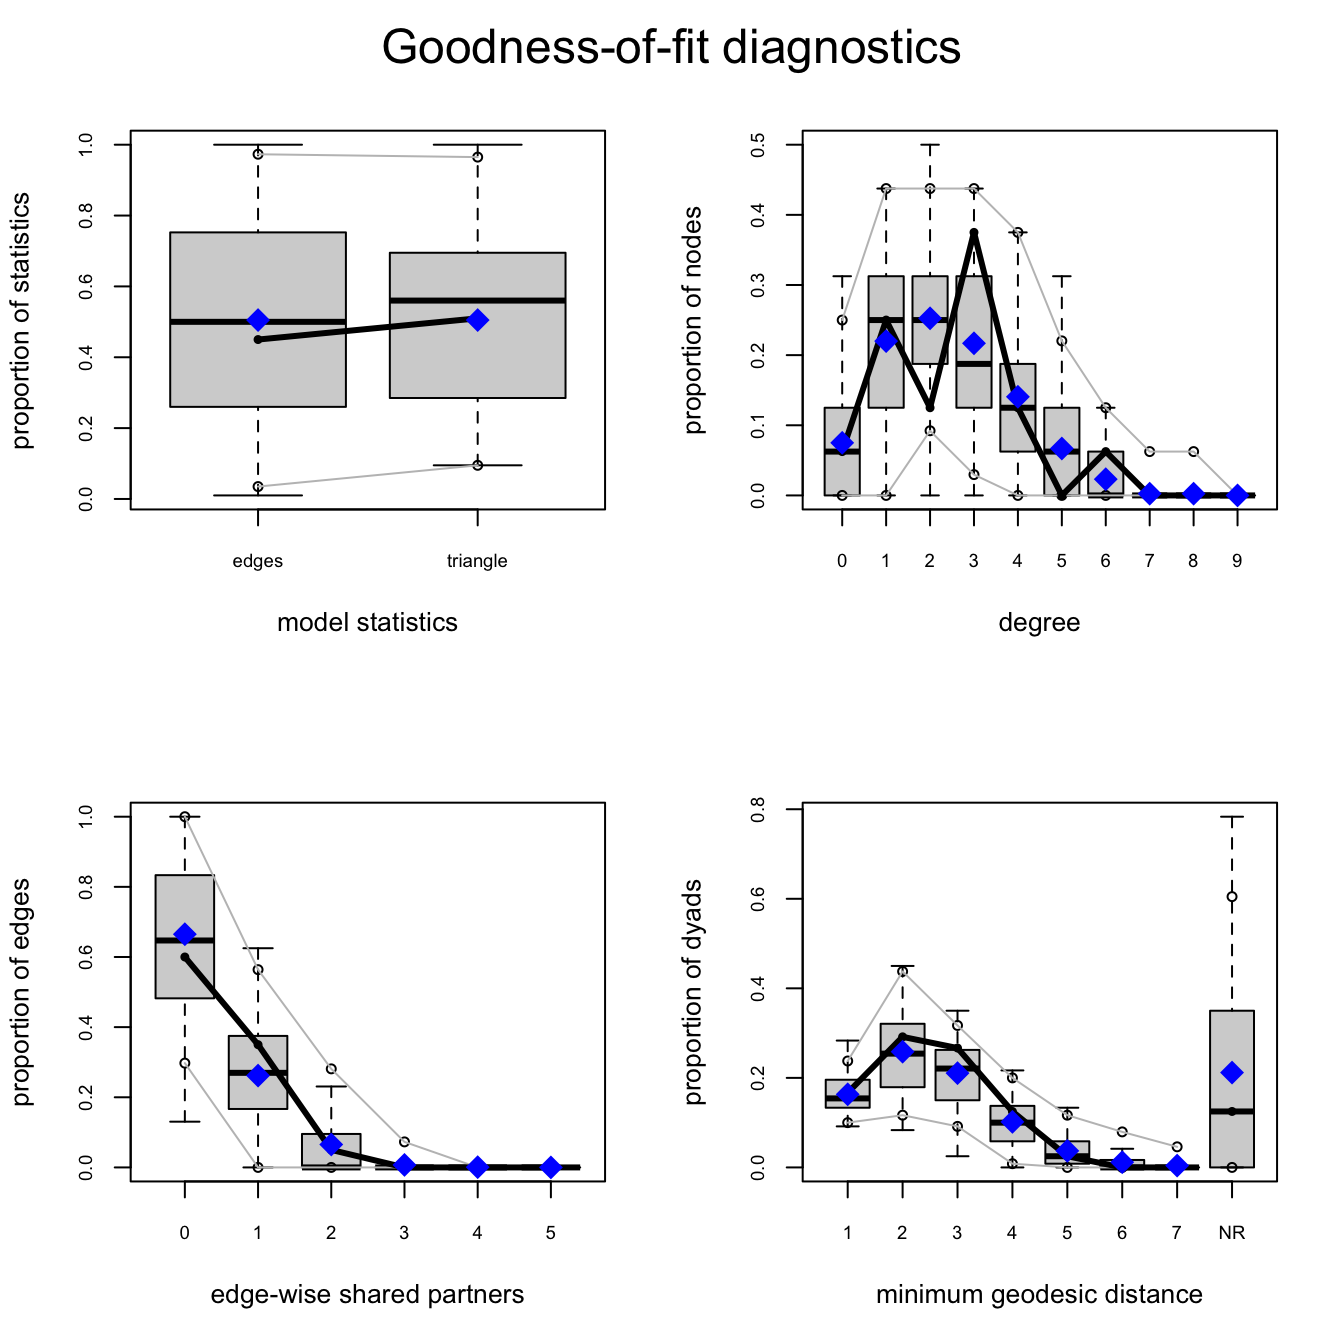 Goodness-of-fit diagnostics
proportion of statistics
1.0
0.8
0.6
0.4
0.2
0.0
edges triangle
model statistics
proportion of nodes
0.5
0.4
0.3
0.2
0.1
0.0
0 1 2 3 4 5 6 7 8 9
degree
proportion of edges
1.0
0.8
0.6
0.4
0.2
0.0
0 1 2 3 4 5
edge-wise shared partners
proportion of dyads
0.8
0.6
0.4
0.2
0.0
1 2 3 4 5 6 7 NR
minimum geodesic distance